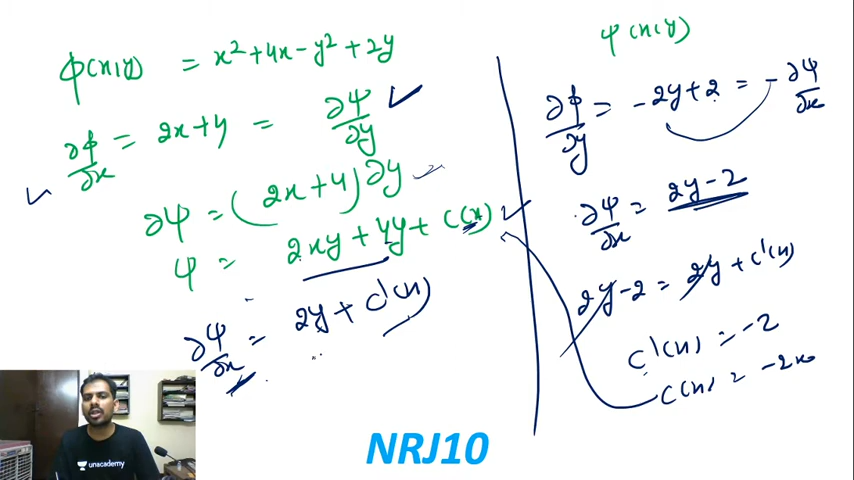 φ(x,y) = x² + 4x - y² + 2y
∂φ/∂x = 2x + 4 = ∂ψ/∂y
∂ψ = (2x + 4) ∂y
ψ = 2xy + 4y + C(x)
∂ψ/∂x = 2y + C'(x)
ψ(x,y)
∂φ/∂y = -2y + 2 = -∂ψ/∂x
∂ψ/∂x = 2y - 2
2y - 2 = 2y + C'(x)
C'(x) = -2
C(x) = -2x
unacademy
NRJ10